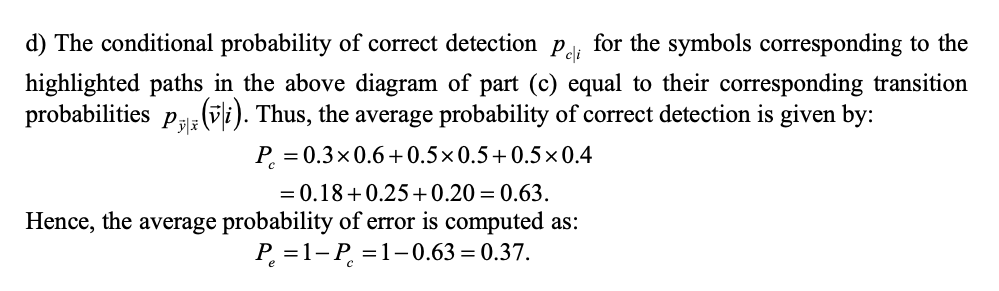 d) The conditional probability of correct detection p_{c|i} for the symbols corresponding to the
highlighted paths in the above diagram of part (c) equal to their corresponding transition
probabilities p_{\vec{y}|\vec{x}}(\vec{v}|i). Thus, the average probability of correct detection is given by:
P_c = 0.3×0.6+0.5×0.5+0.5×0.4
= 0.18+0.25+0.20 = 0.63.
Hence, the average probability of error is computed as:
P_e = 1−P_c = 1−0.63 = 0.37.